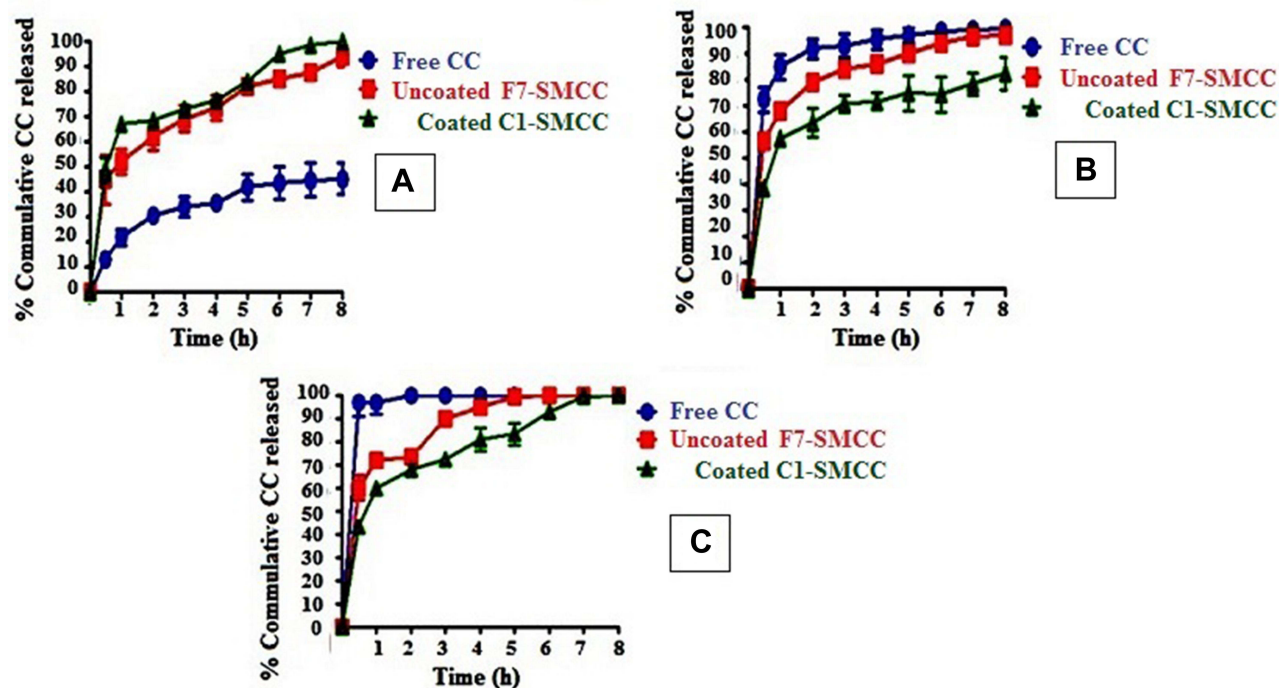 % Commulative CC released
100
90
80
70
60
50
40
30
20
10
0
1 2 3 4 5 6 7 8
Time (h)
Free CC
Uncoated F7-SMCC
Coated C1-SMCC
A
% Commulative CC released
100
90
80
70
60
50
40
30
20
10
0
1 2 3 4 5 6 7 8
Time (h)
Free CC
Uncoated F7-SMCC
Coated C1-SMCC
B
% Commulative CC released
100
90
80
70
60
50
40
30
20
10
0
1 2 3 4 5 6 7 8
Time (h)
Free CC
Uncoated F7-SMCC
Coated C1-SMCC
C